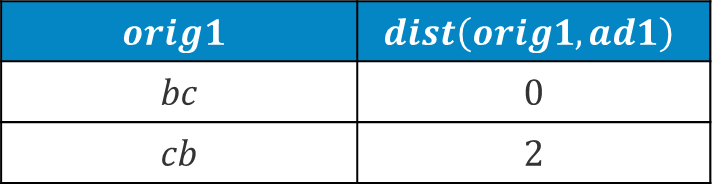 orig1 dist(orig1, ad1)
bc 0
cb 2